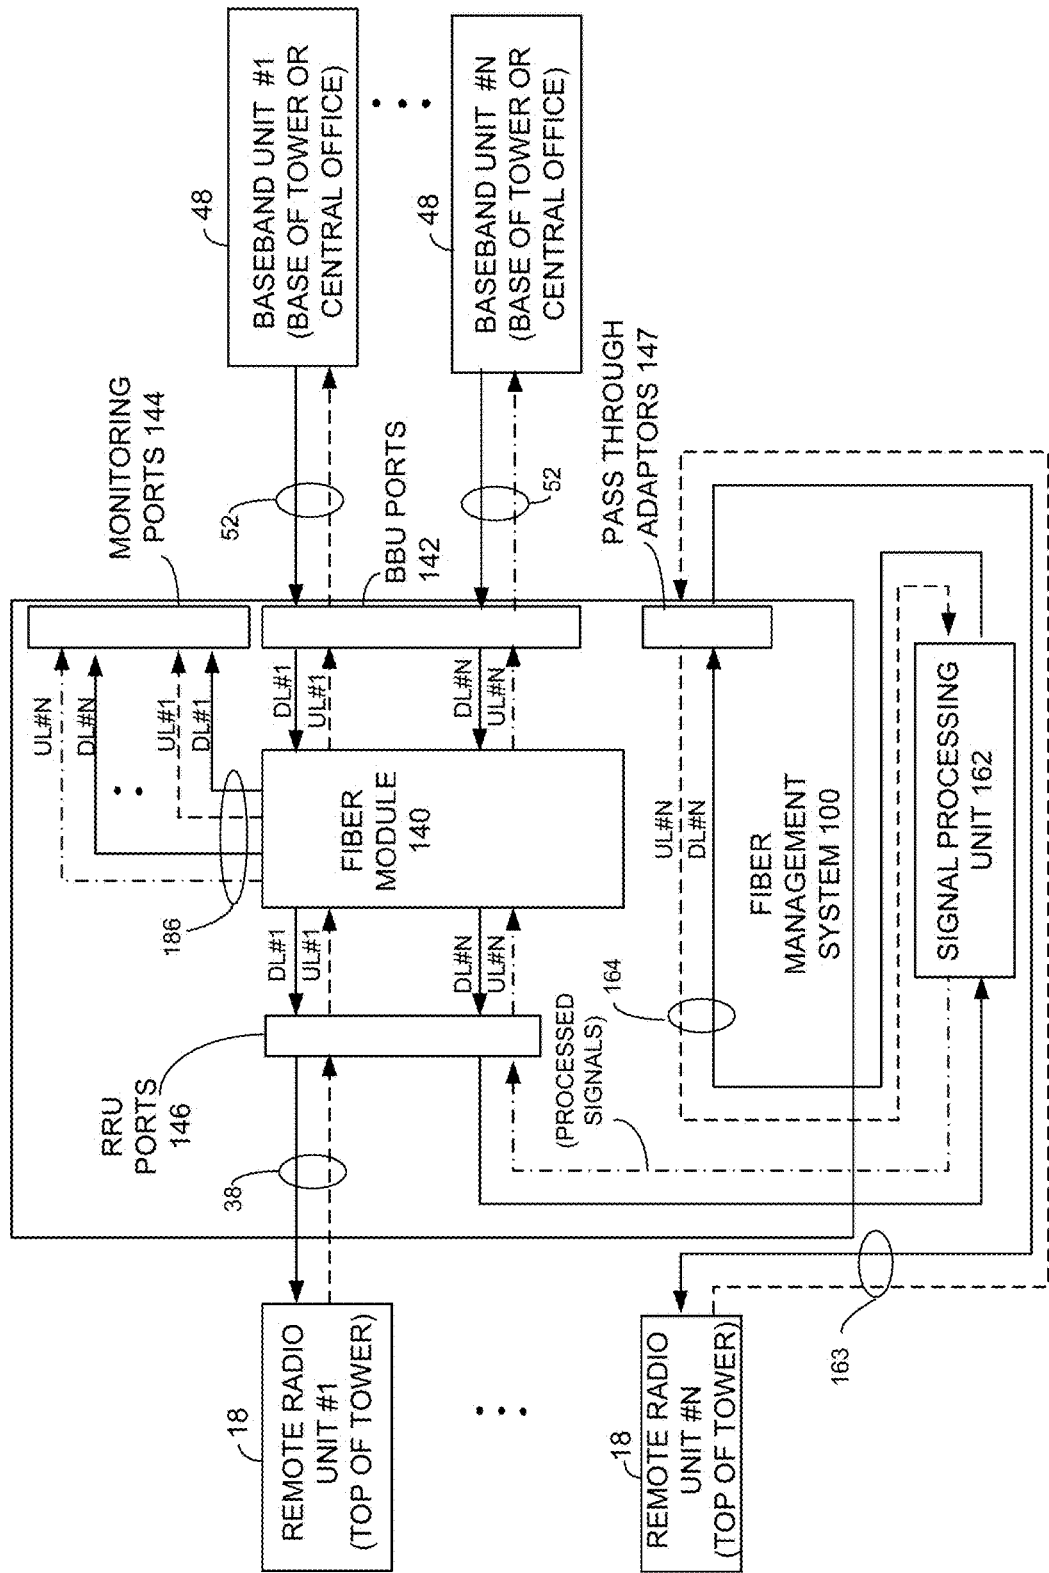 REMOTE RADIO
UNIT #1
(TOP OF TOWER)
18
REMOTE RADIO
UNIT #N
(TOP OF TOWER)
18
163
38
RRU
PORTS
146
(PROCESSED
SIGNALS)
164
DL#1
UL#1
DL#N
UL#N
186
FIBER
MODULE
140
UL#N
DL#N
UL#1
DL#1
DL#1
UL#1
DL#N
UL#N
UL#N
DL#N
FIBER
MANAGEMENT
SYSTEM 100
SIGNAL PROCESSING
UNIT 162
MONITORING
PORTS 144
BBU PORTS
142
PASS THROUGH
ADAPTORS 147
52
52
48
BASEBAND UNIT #1
(BASE OF TOWER OR
CENTRAL OFFICE)
48
BASEBAND UNIT #N
(BASE OF TOWER OR
CENTRAL OFFICE)